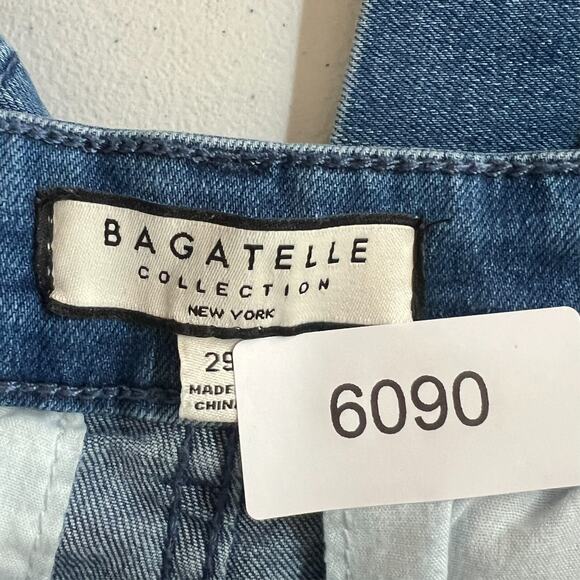 BAGATELLE
COLLECTION
NEW YORK
29
MADE
CHINA
6090